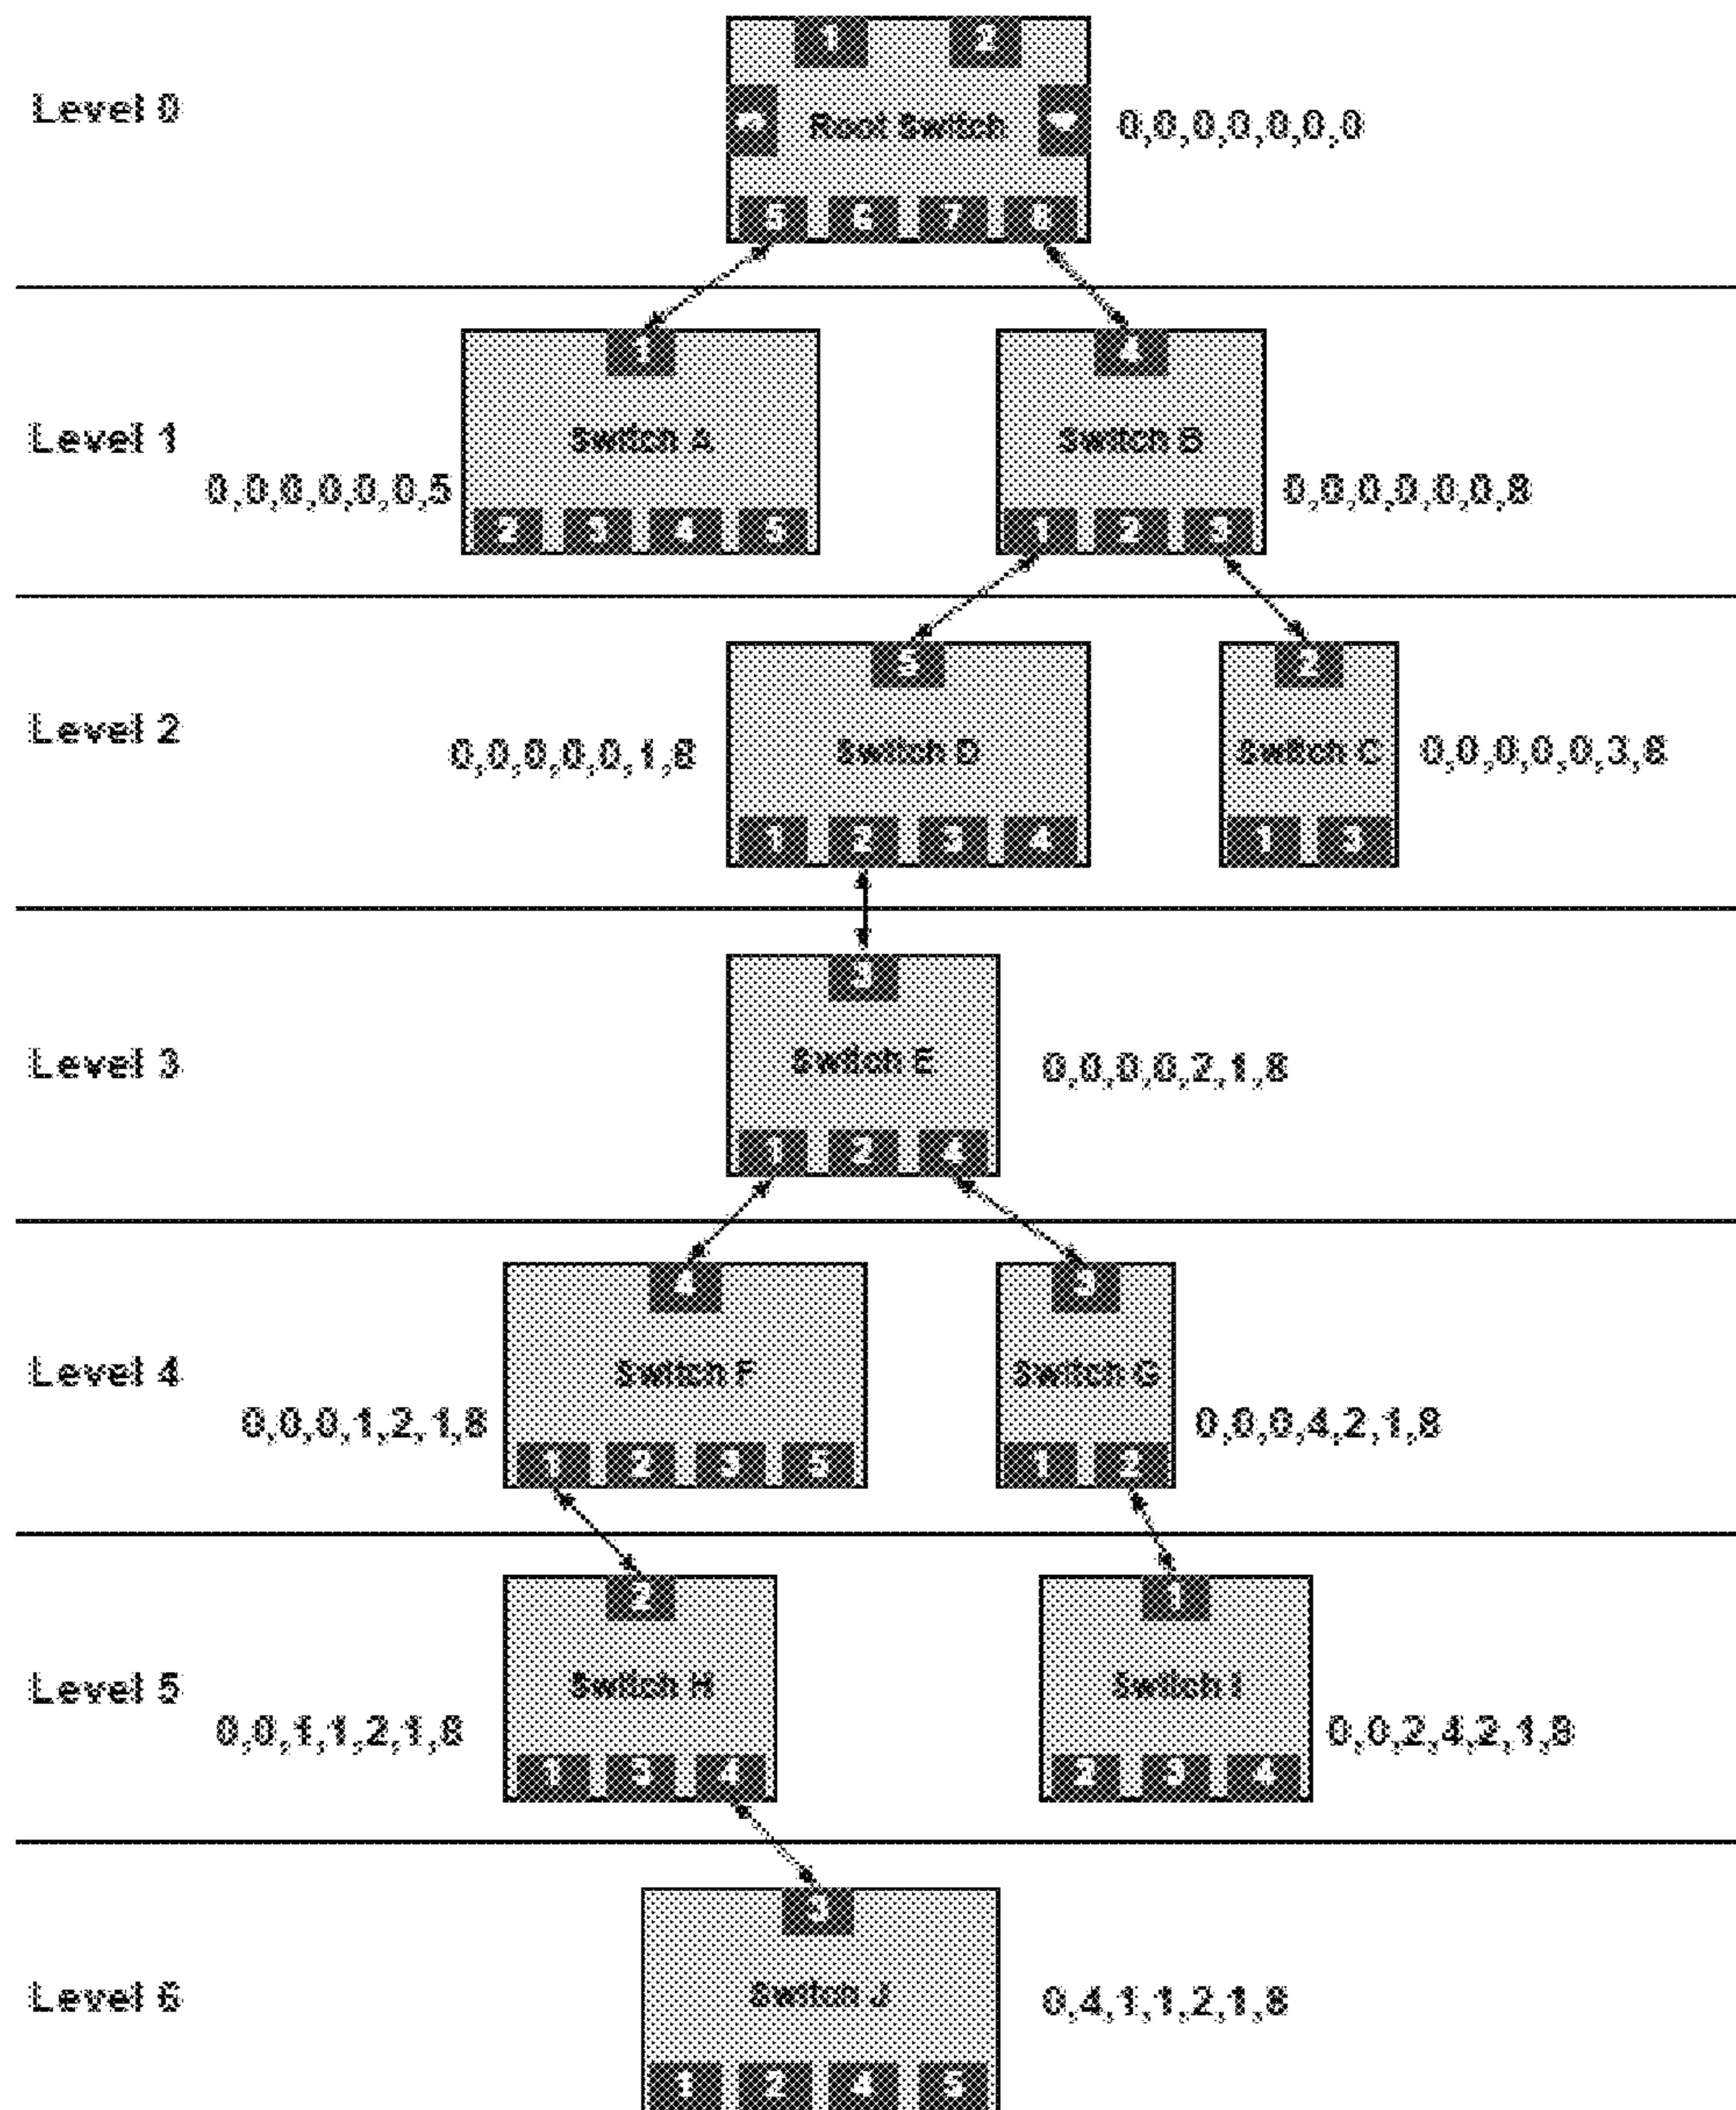 1 2
Level 0
3 Root Switch 4
0,0,0,0,0,0,0
5 6 7 8
1
4
Level 1
Switch A
Switch B
0,0,0,0,0,0,5
0,0,0,0,0,0,8
2 3 4 5
1 2 3
5
2
Level 2
0,0,0,0,0,1,8
Switch D
Switch C
0,0,0,0,0,3,8
1 2 3 4
1 3
3
Level 3
Switch E
0,0,0,0,2,1,8
1 2 4
4
3
Level 4
Switch F
Switch G
0,0,0,1,2,1,8
0,0,0,4,2,1,8
1 2 3 5
1 2
2
1
Level 5
Switch H
Switch I
0,0,1,1,2,1,8
0,0,2,4,2,1,8
1 3 4
2 3 4
3
Level 6
Switch J
0,4,1,1,2,1,8
1 2 4 5